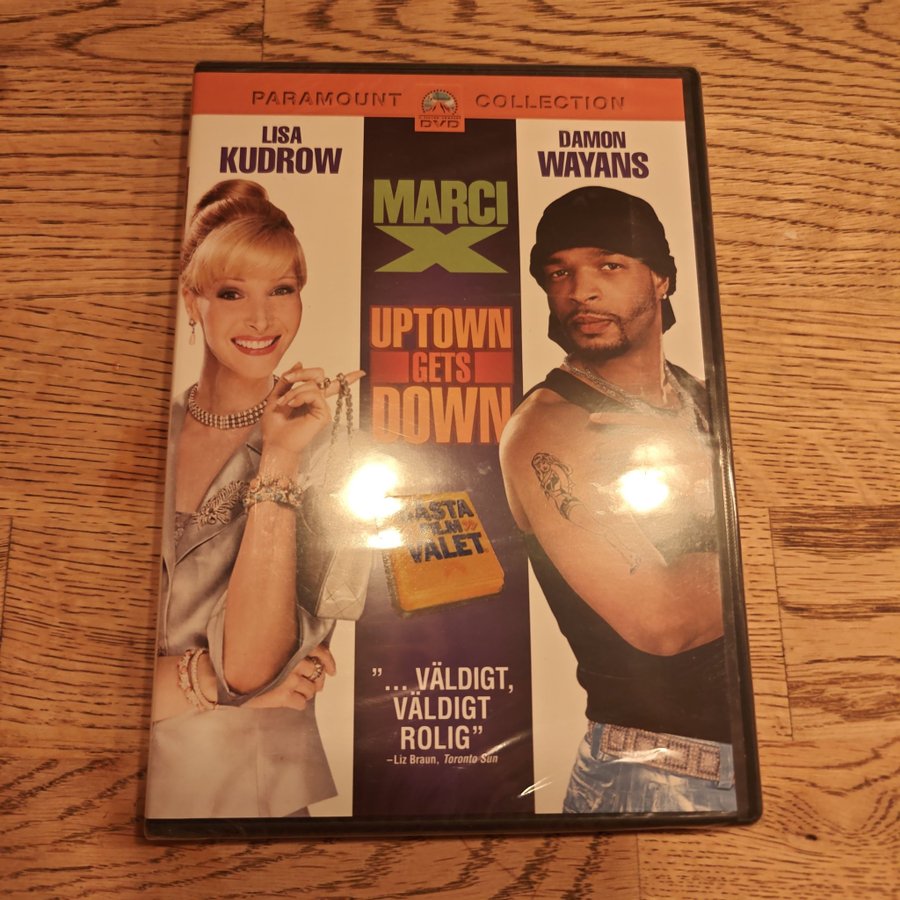 PARAMOUNT COLLECTION
DVD
LISA
KUDROW
DAMON
WAYANS
MARCI
X
UPTOWN
GETS
DOWN
VALET
"... VÄLDIGT,
VÄLDIGT
ROLIG"
–Liz Braun, Toronto Sun